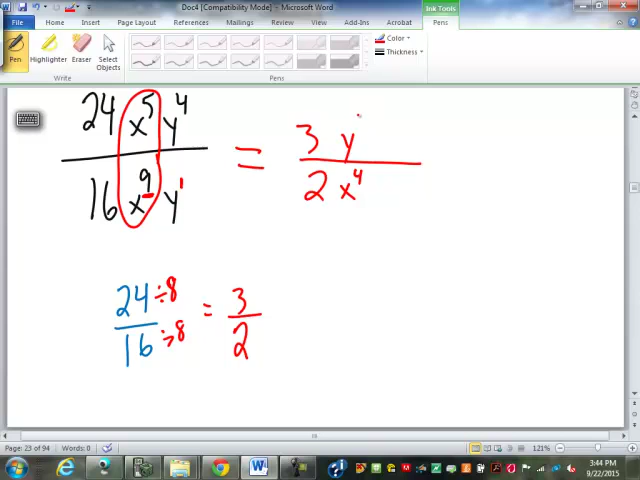 Doc4 [Compatibility Mode] - Microsoft Word
Ink Tools
File Home Insert Page Layout References Mailings Review View Add-Ins Acrobat Pens
Pen Highlighter Eraser Select Objects
Color
Thickness
Write Pens
24 x⁵ y⁴ / 16 x⁹ y¹ = 3 y / 2 x⁴
24 ÷8 / 16 ÷8 = 3 / 2
Page: 23 of 94 Words: 0 121%
3:44 PM
9/22/2015